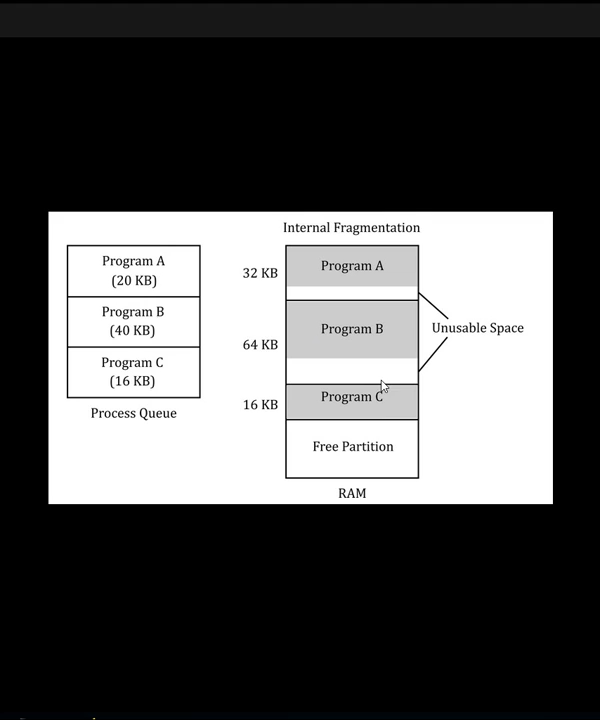 Internal Fragmentation
Program A
(20 KB)
Program B
(40 KB)
Program C
(16 KB)
Process Queue
32 KB
64 KB
16 KB
Program A
Program B
Program C
Free Partition
RAM
Unusable Space